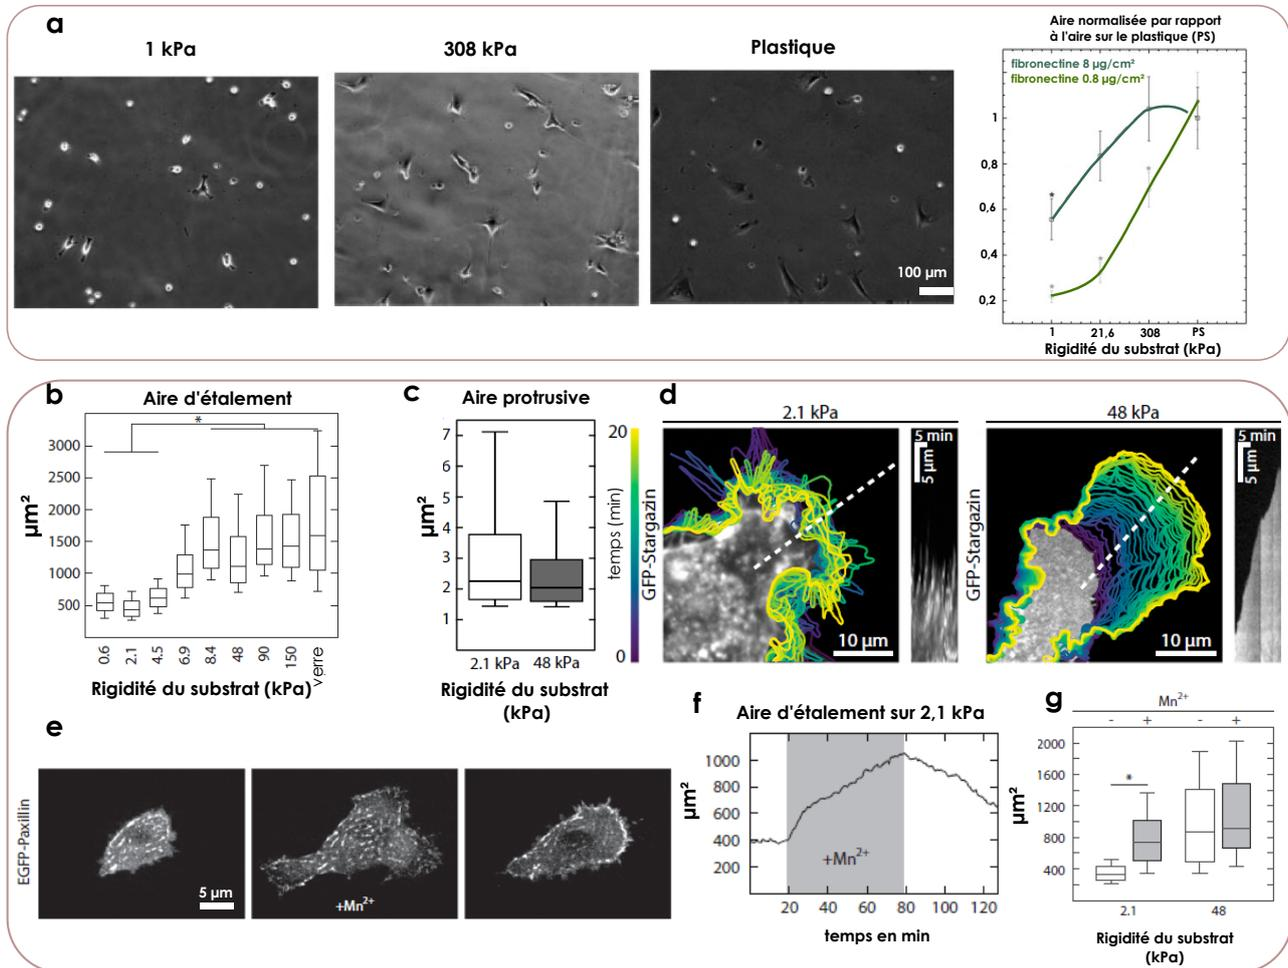 a
1 kPa
308 kPa
Plastique
100 µm
Aire normalisée par rapport
à l'aire sur le plastique (PS)
fibronectine 8 µg/cm²
fibronectine 0.8 µg/cm²
1
0,8
0,6
0,4
0,2
1 21,6 308 PS
Rigidité du substrat (kPa)
b
Aire d'étalement
*
µm²
3000
2500
2000
1500
1000
500
0.6 2.1 4.5 6.9 8.4 48 90 150 verre
Rigidité du substrat (kPa)
c
Aire protrusive
µm²
7
6
5
4
3
2
1
2.1 kPa 48 kPa
Rigidité du substrat
(kPa)
20
temps (min)
0
d
2.1 kPa
GFP-Stargazin
10 µm
5 min
5 µm
48 kPa
GFP-Stargazin
10 µm
5 min
5 µm
e
EGFP-Paxillin
5 µm
+Mn²⁺
f
Aire d'étalement sur 2,1 kPa
µm²
1000
800
600
400
200
+Mn²⁺
20 40 60 80 100 120
temps en min
g
Mn²⁺
- + - +
µm²
2000
1600
1200
800
400
*
2.1 48
Rigidité du substrat
(kPa)